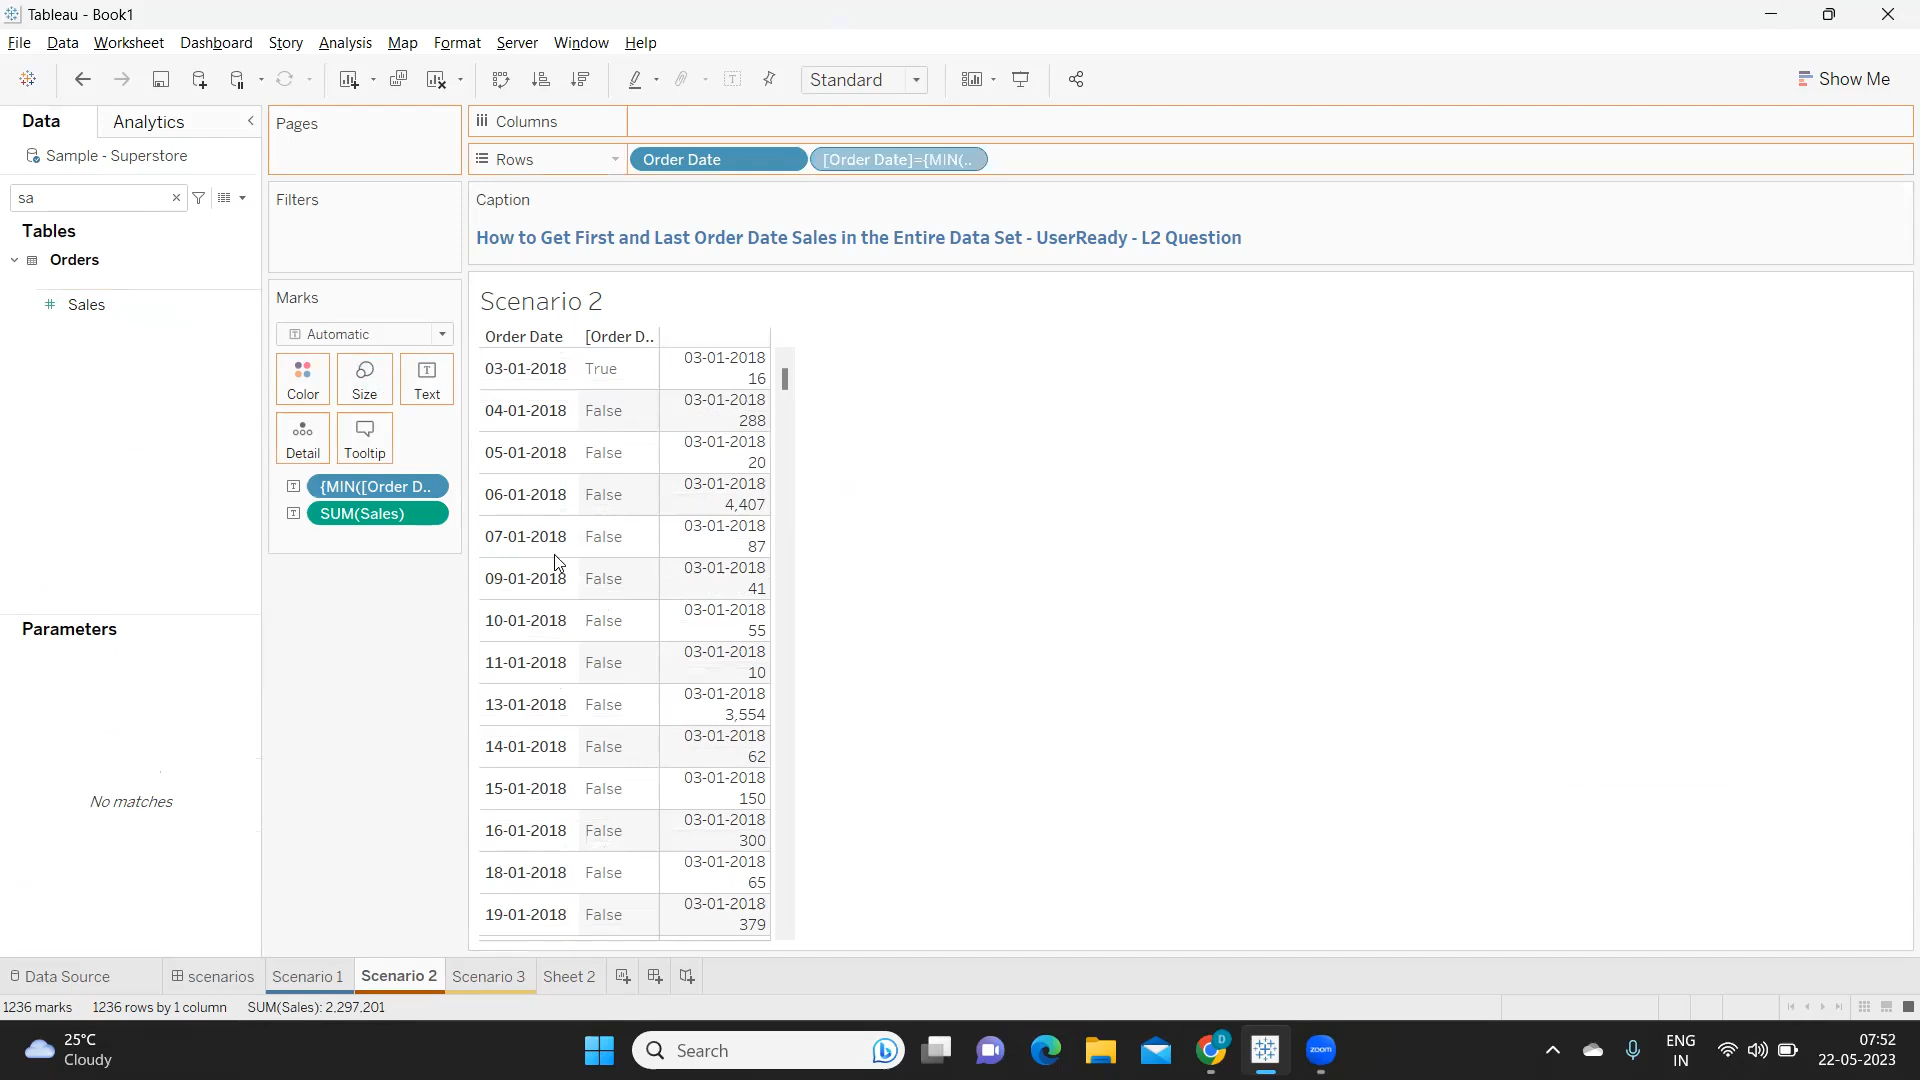 Tableau - Book1
File Data Worksheet Dashboard Story Analysis Map Format Server Window Help
Standard
Show Me
Data Analytics
Sample - Superstore
sa
Tables
Orders
Sales
Parameters
No matches
Pages
Filters
Marks
Automatic
Color Size Text
Detail Tooltip
{MIN([Order D..
SUM(Sales)
Columns
Rows Order Date [Order Date]={MIN(..
Caption
How to Get First and Last Order Date Sales in the Entire Data Set - UserReady - L2 Question
Scenario 2
Order Date [Order D..
03-01-2018 True 03-01-2018
16
04-01-2018 False 03-01-2018
288
05-01-2018 False 03-01-2018
20
06-01-2018 False 03-01-2018
4,407
07-01-2018 False 03-01-2018
87
09-01-2018 False 03-01-2018
41
10-01-2018 False 03-01-2018
55
11-01-2018 False 03-01-2018
10
13-01-2018 False 03-01-2018
3,554
14-01-2018 False 03-01-2018
62
15-01-2018 False 03-01-2018
150
16-01-2018 False 03-01-2018
300
18-01-2018 False 03-01-2018
65
19-01-2018 False 03-01-2018
379
Data Source scenarios Scenario 1 Scenario 2 Scenario 3 Sheet 2
1236 marks 1236 rows by 1 column SUM(Sales): 2,297,201
25°C
Cloudy
Search
zoom
D
ENG
IN
07:52
22-05-2023